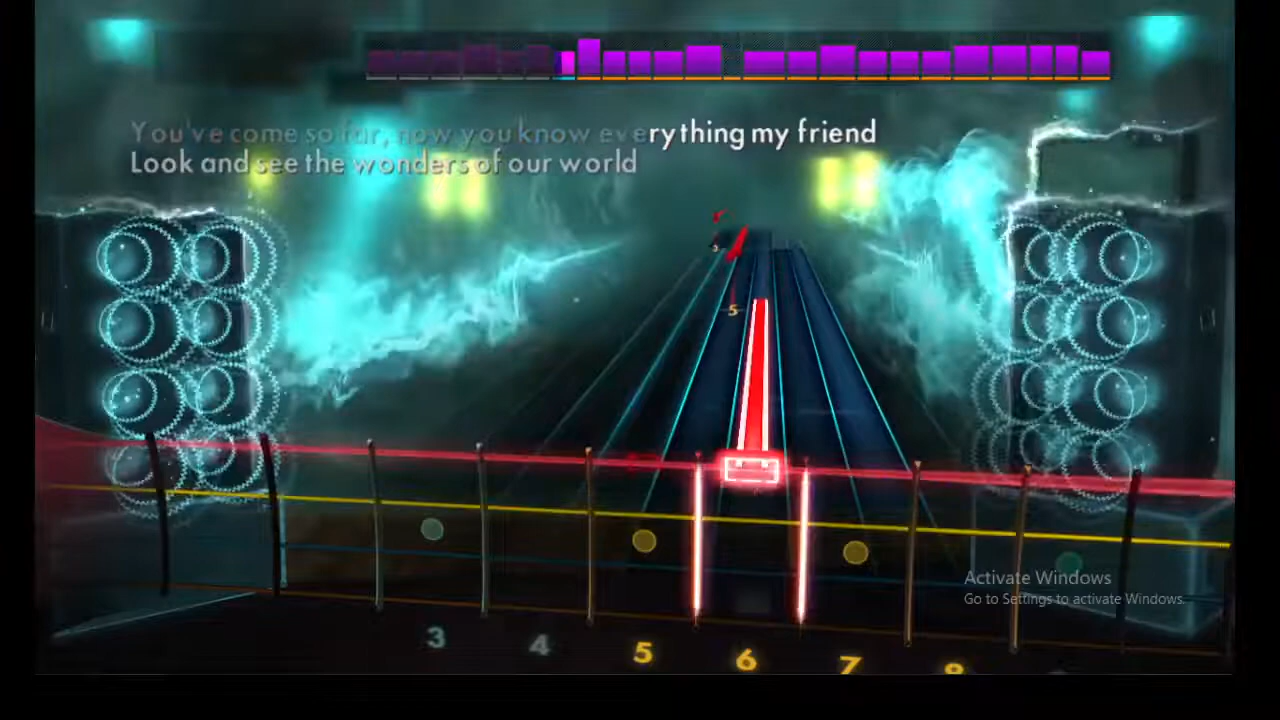 You've come so far, now you know everything my friend
Look and see the wonders of our world
3
5
Activate Windows
Go to Settings to activate Windows.
3 4 5 6 7 8